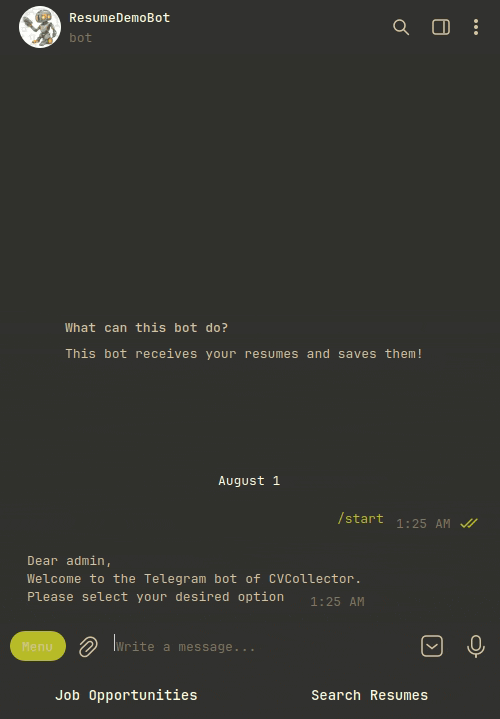 ResumeDemoBot
bot
What can this bot do?
This bot receives your resumes and saves them!
August 1
/start 1:25 AM
Dear admin,
Welcome to the Telegram bot of CVCollector.
Please select your desired option 1:25 AM
Menu Write a message...
Job Opportunities Search Resumes